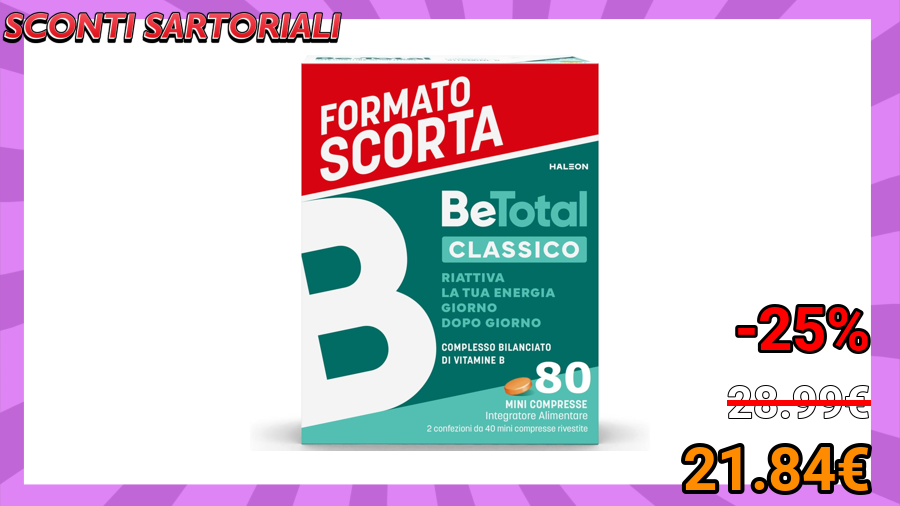 SCONTI SARTORIALI
BeTotal
FORMATO
SCORTA
HALEON
BeTotal
CLASSICO
RIATTIVA
LA TUA ENERGIA
GIORNO
DOPO GIORNO
COMPLESSO BILANCIATO
DI VITAMINE B
B
80
MINI COMPRESSE
Integratore Alimentare
2 confezioni da 40 mini compresse rivestite
-25%
28.99€
21.84€